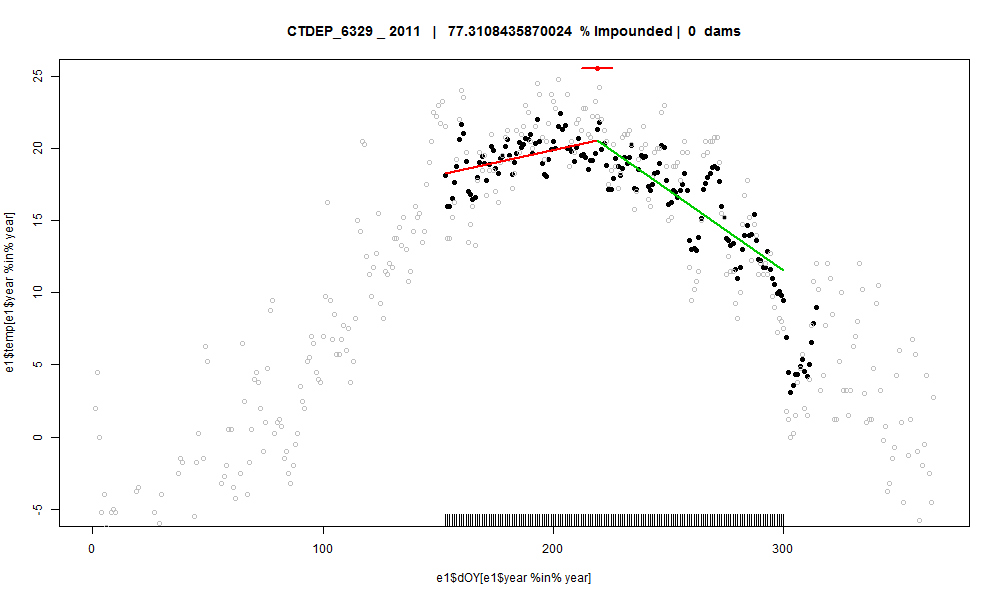 CTDEP_6329 _ 2011 | 77.3108435870024 % Impounded | 0 dams
e1$temp[e1$year %in% year]
25
20
15
10
5
0
-5
0 100 200 300
e1$dOY[e1$year %in% year]